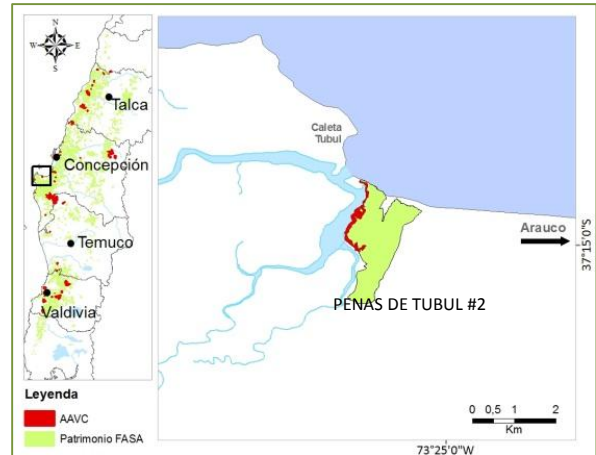 N
W E
S
Talca
Concepción
Temuco
Valdivia
Leyenda
AAVC
Patrimonio FASA
Caleta
Tubul
Arauco
37°15'0"S
PENAS DE TUBUL #2
0 0,5 1 2
Km
73°25'0"W